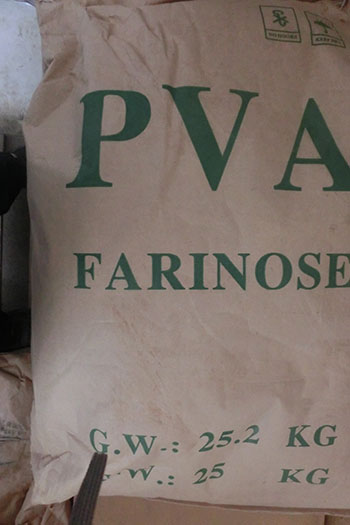 PVA
FARINOSE
G.W.: 25.2 KG
W.: 25 KG